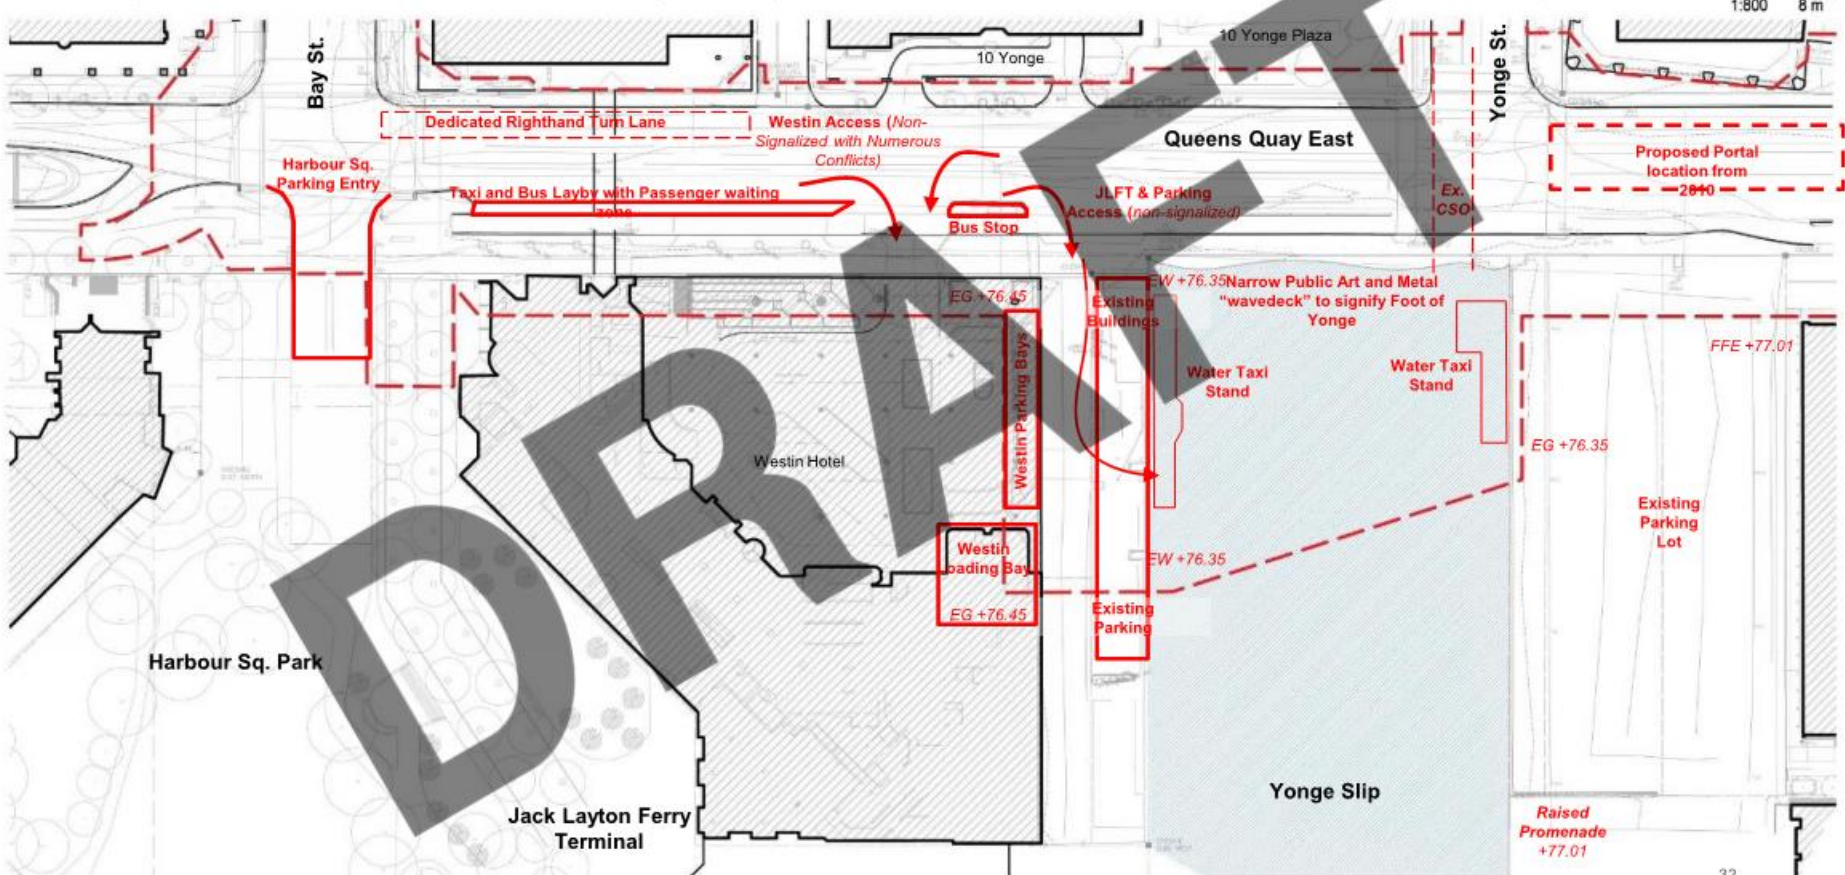 1:800 8 m
Bay St.
10 Yonge
10 Yonge Plaza
Yonge St.
Dedicated Righthand Turn Lane
Westin Access (Non-
Signalized with Numerous
Conflicts)
Queens Quay East
Proposed Portal
location from
2010
Harbour Sq.
Parking Entry
Taxi and Bus Layby with Passenger waiting
zone
Bus Stop
JLFT & Parking
Access (non-signalized)
Ex.
CSO
EG +76.45
EW +76.35
Existing
Buildings
Narrow Public Art and Metal
"wavedeck" to signify Foot of
Yonge
Westin Parking Bays
Water Taxi
Stand
Water Taxi
Stand
FFE +77.01
EG +76.35
Westin Hotel
Existing
Parking
Lot
Westin
oading Bay
EG +76.45
EW +76.35
Existing
Parking
Harbour Sq. Park
Jack Layton Ferry
Terminal
Yonge Slip
Raised
Promenade
+77.01
DRAFT